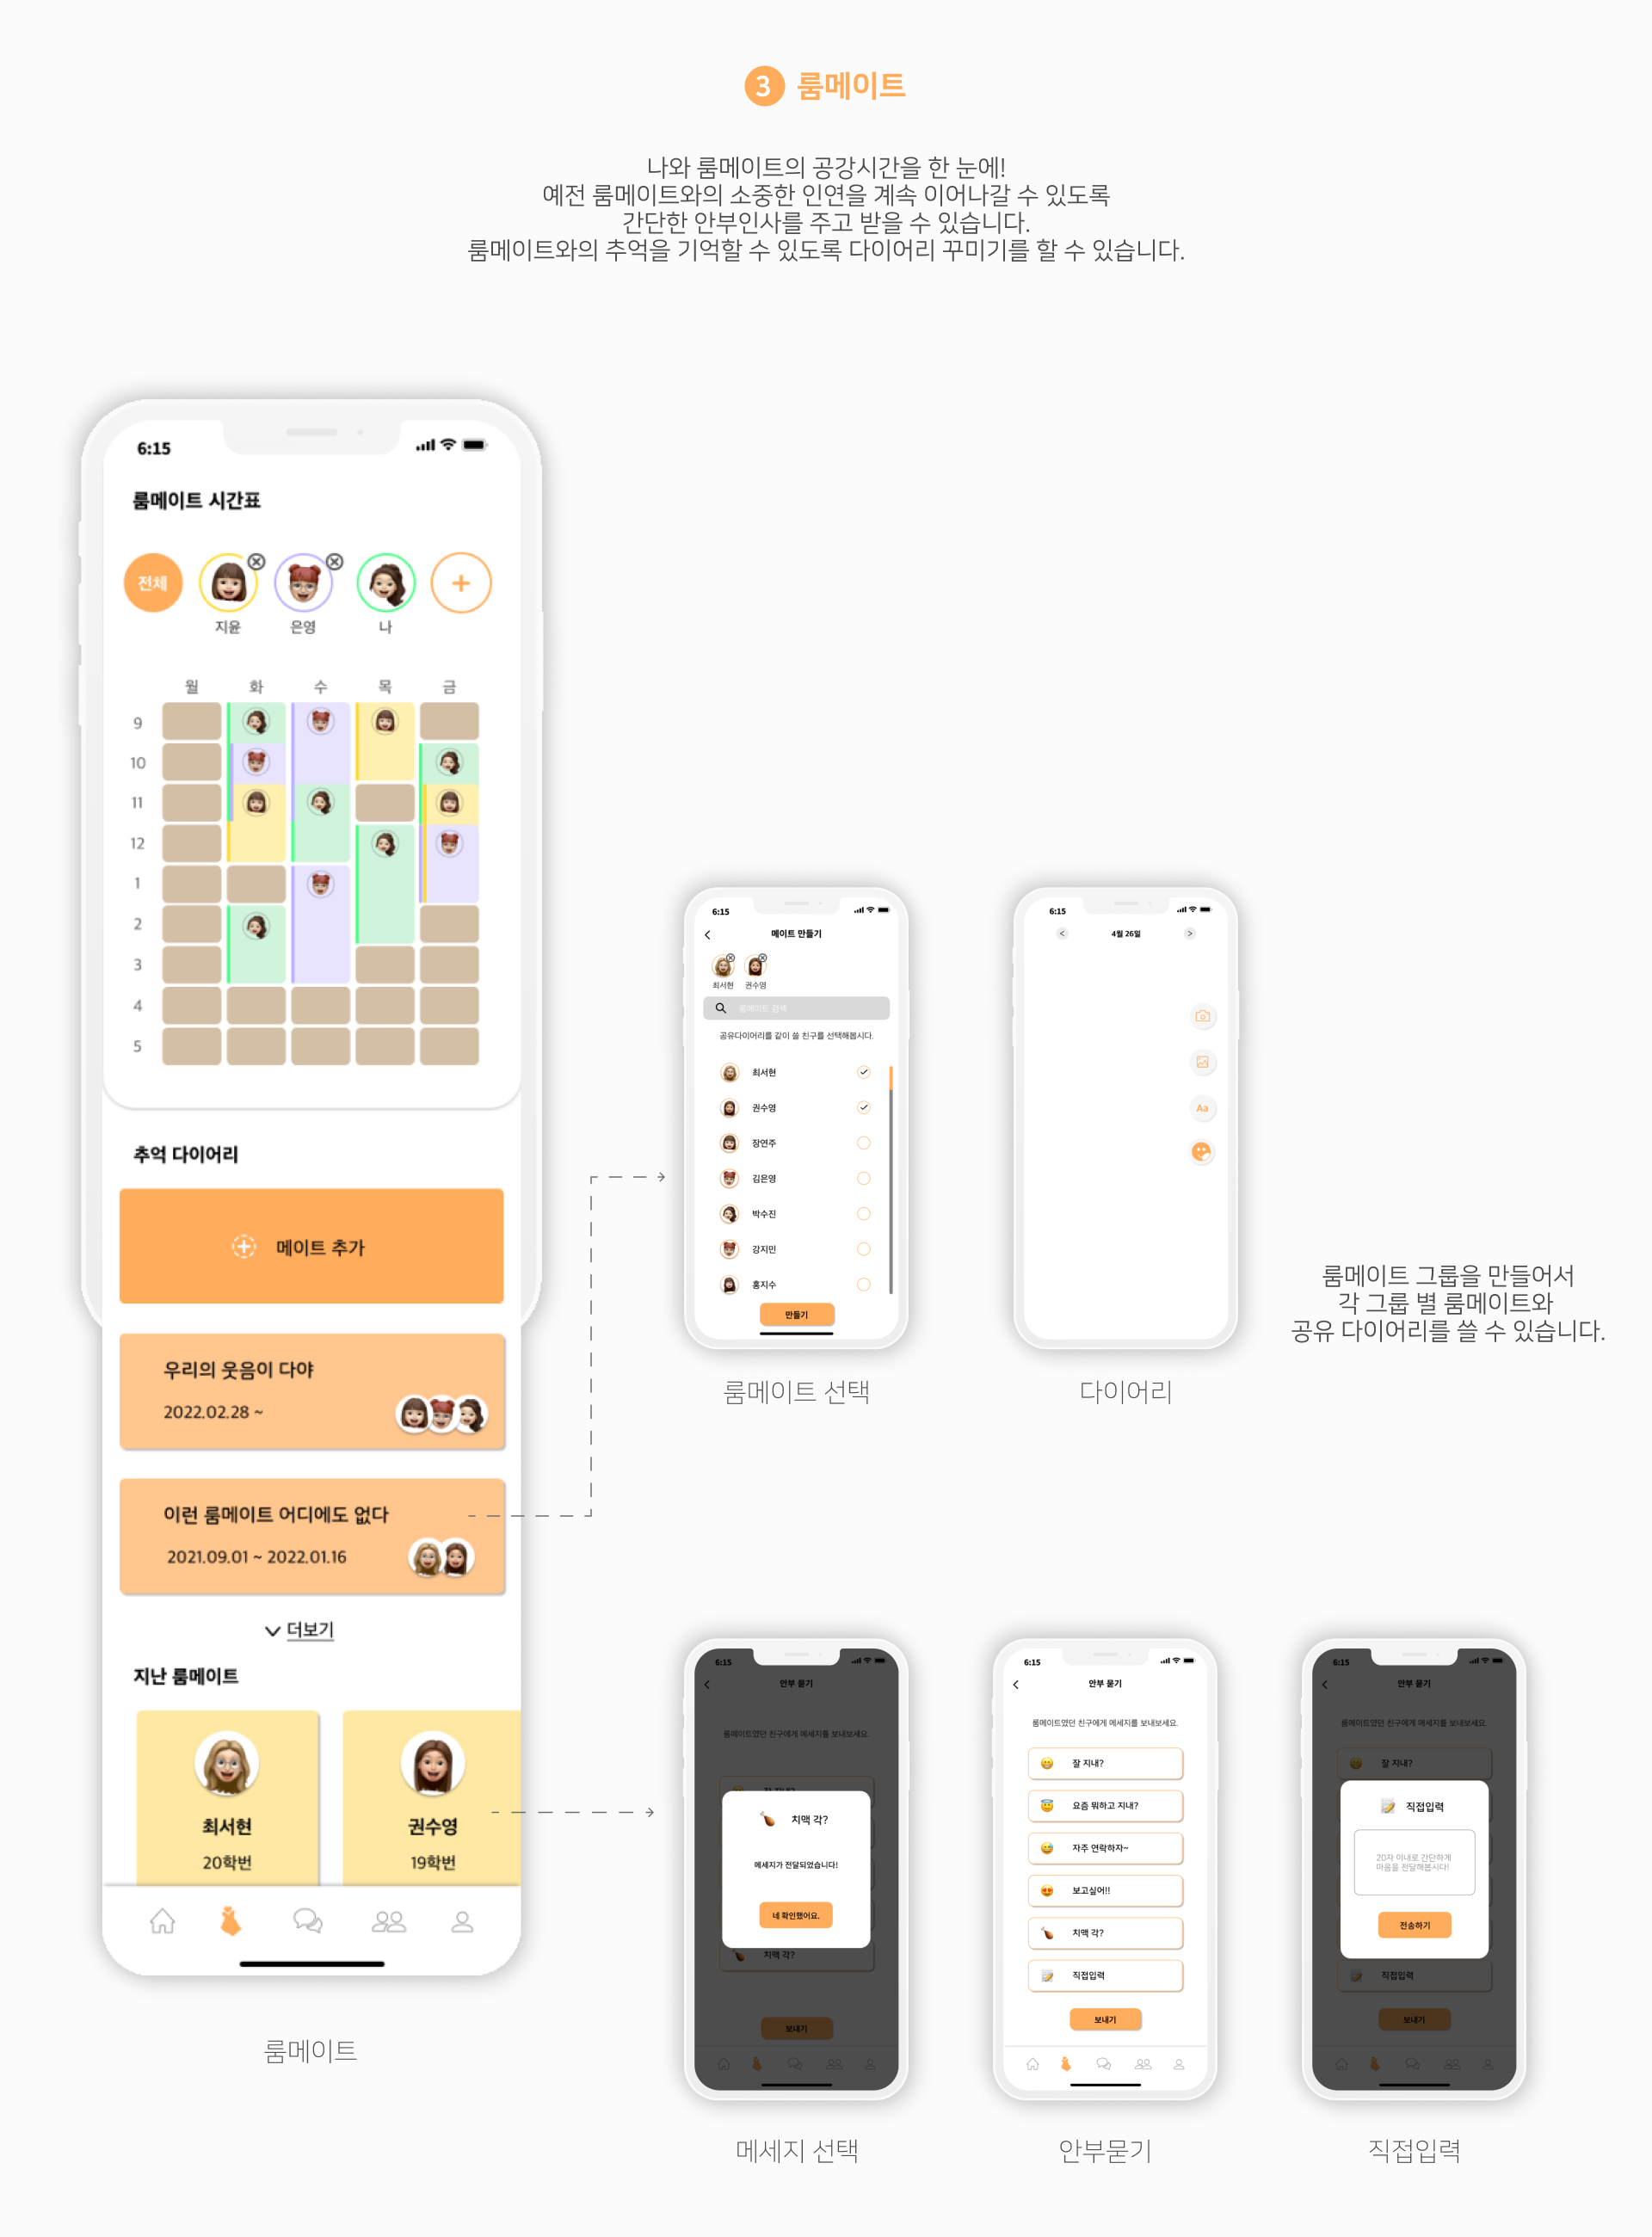 3 룸메이트
나와 룸메이트의 공강시간을 한 눈에!
예전 룸메이트와의 소중한 인연을 계속 이어나갈 수 있도록
간단한 안부인사를 주고 받을 수 있습니다.
룸메이트와의 추억을 기억할 수 있도록 다이어리 꾸미기를 할 수 있습니다.
6:15
룸메이트 시간표
전체
지윤 은영 나
월 화 수 목 금
9
10
11
12
1
2
3
4
5
추억 다이어리
메이트 추가
우리의 웃음이 다야
2022.02.28 ~
이런 룸메이트 어디에도 없다
2021.09.01 ~ 2022.01.16
더보기
지난 룸메이트
최서현 권수영
20학번 19학번
룸메이트
6:15
메이트 만들기
최서현 권수영
룸메이트 검색
공유다이어리를 같이 쓸 친구를 선택해봅시다.
최서현
권수영
장연주
김은영
박수진
강지민
홍지수
만들기
룸메이트 선택
6:15
4월 26일
Aa
다이어리
룸메이트 그룹을 만들어서
각 그룹 별 룸메이트와
공유 다이어리를 쓸 수 있습니다.
6:15
안부 묻기
룸메이트였던 친구에게 메세지를 보내보세요.
잘 지내?
치맥 각?
메세지가 전달되었습니다!
네 확인했어요.
치맥 각?
보내기
메세지 선택
6:15
안부 묻기
룸메이트였던 친구에게 메세지를 보내보세요.
잘 지내?
요즘 뭐하고 지내?
자주 연락하자~
보고싶어!!
치맥 각?
직접입력
보내기
안부묻기
6:15
안부 묻기
룸메이트였던 친구에게 메세지를 보내보세요.
잘 지내?
직접입력
20자 이내로 간단하게
마음을 전달해봅시다!
전송하기
직접입력
보내기
직접입력